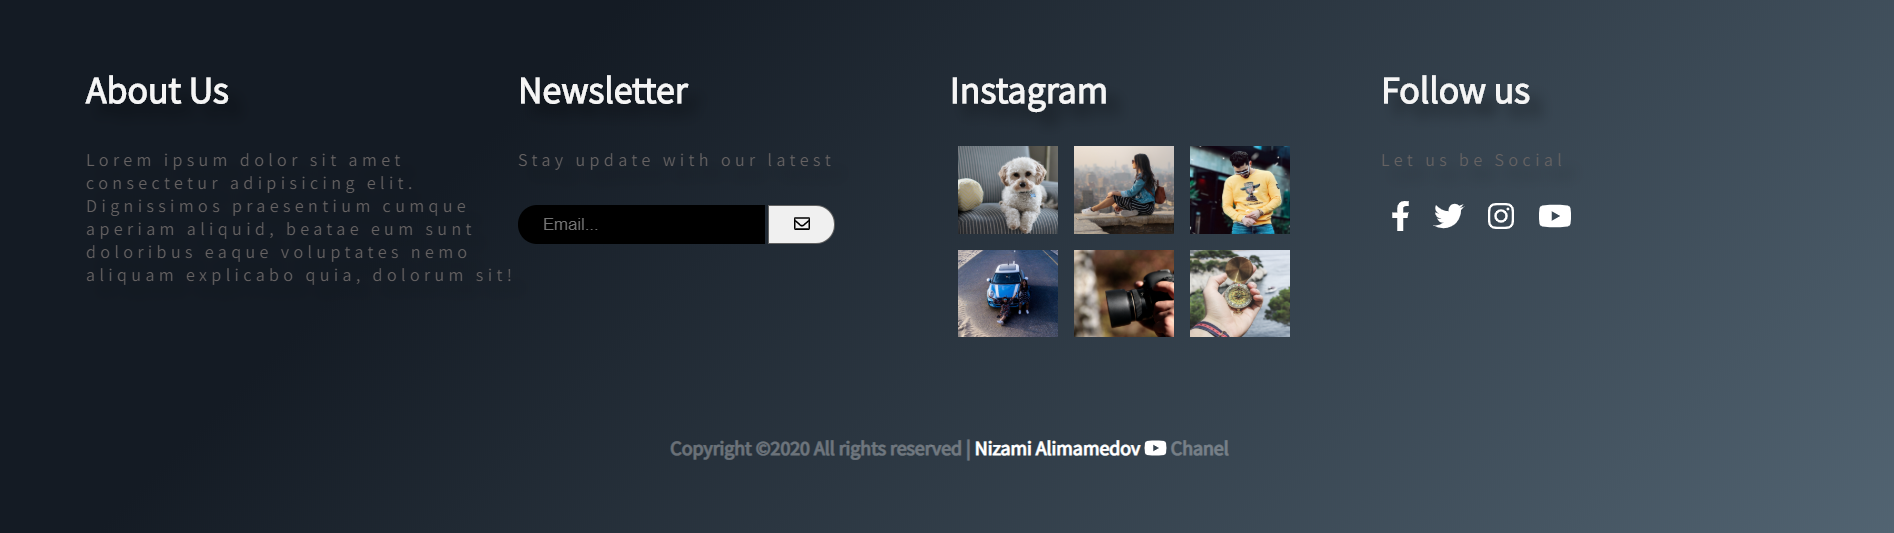 About Us
Lorem ipsum dolor sit amet
consectetur adipisicing elit.
Dignissimos praesentium cumque
aperiam aliquid, beatae eum sunt
doloribus eaque voluptates nemo
aliquam explicabo quia, dolorum sit!
Newsletter
Stay update with our latest
Email...
Instagram
Follow us
Let us be Social
Copyright ©2020 All rights reserved | Nizami Alimamedov Chanel